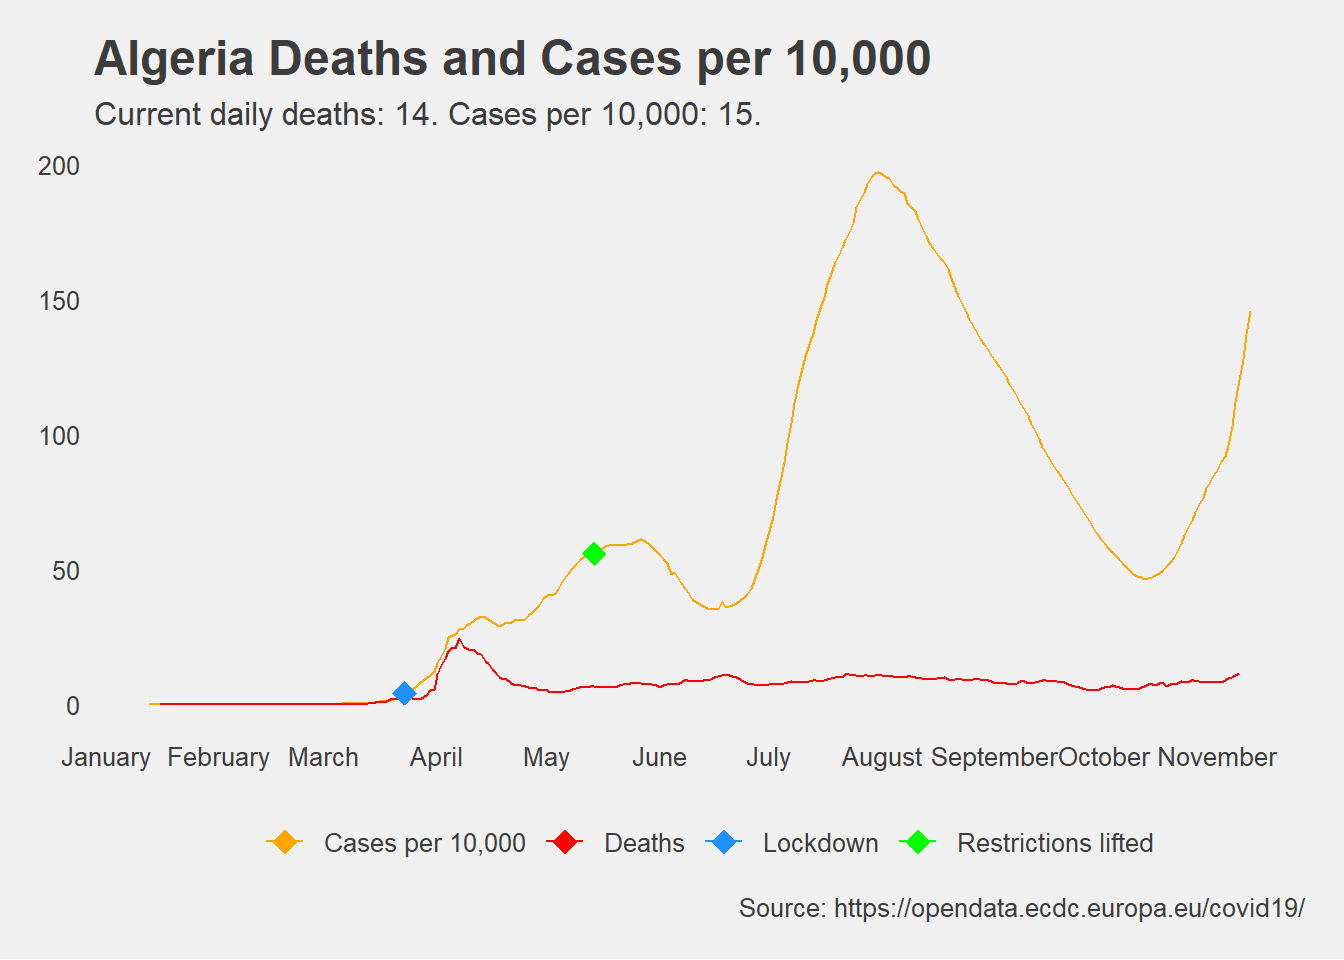 Algeria Deaths and Cases per 10,000
Current daily deaths: 14. Cases per 10,000: 15.
200
150
100
50
0
January February March April May June July August September October November
Cases per 10,000 Deaths Lockdown Restrictions lifted
Source: https://opendata.ecdc.europa.eu/covid19/